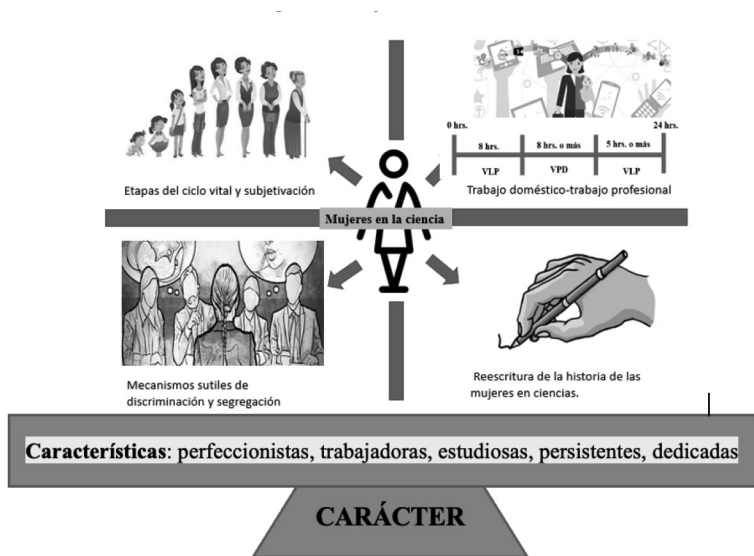 0 hrs.
24 hrs.
8 hrs.
8 hrs. o más
5 hrs. o más
VLP
VPD
VLP
Etapas del ciclo vital y subjetivación
Trabajo doméstico-trabajo profesional
Mujeres en la ciencia
Mecanismos sutiles de
discriminación y segregación
Reescritura de la historia de las
mujeres en ciencias.
Características: perfeccionistas, trabajadoras, estudiosas, persistentes, dedicadas
CARÁCTER